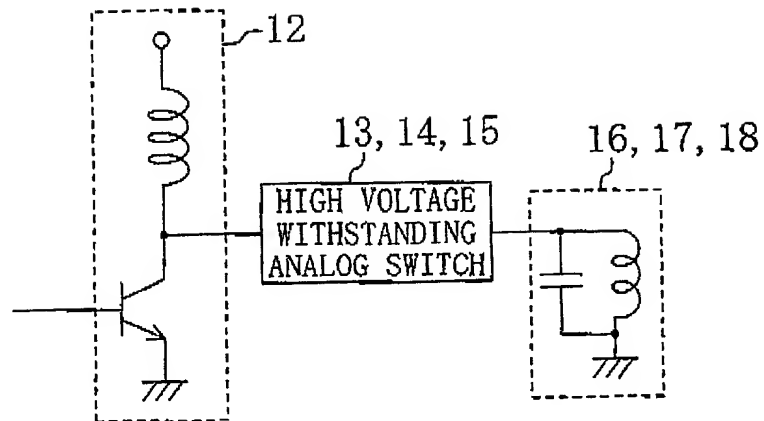 12
13, 14, 15
16, 17, 18
HIGH VOLTAGE
WITHSTANDING
ANALOG SWITCH